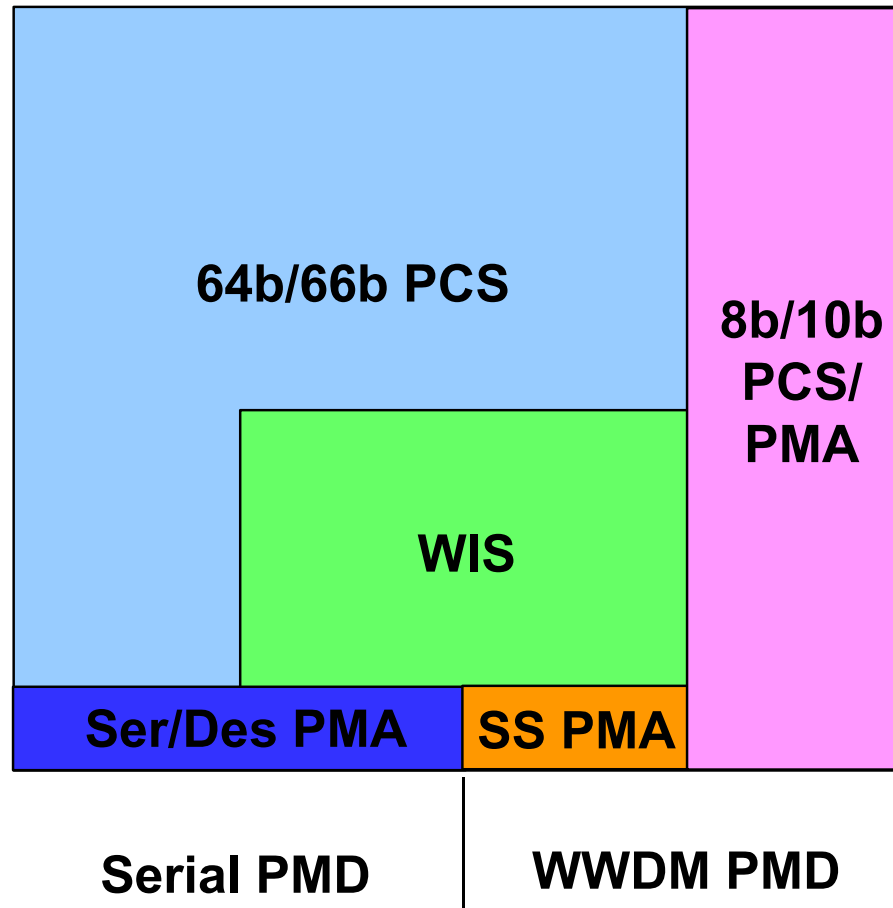 64b/66b PCS
8b/10b
PCS/
PMA
WIS
Ser/Des PMA
SS PMA
Serial PMD
WWDM PMD